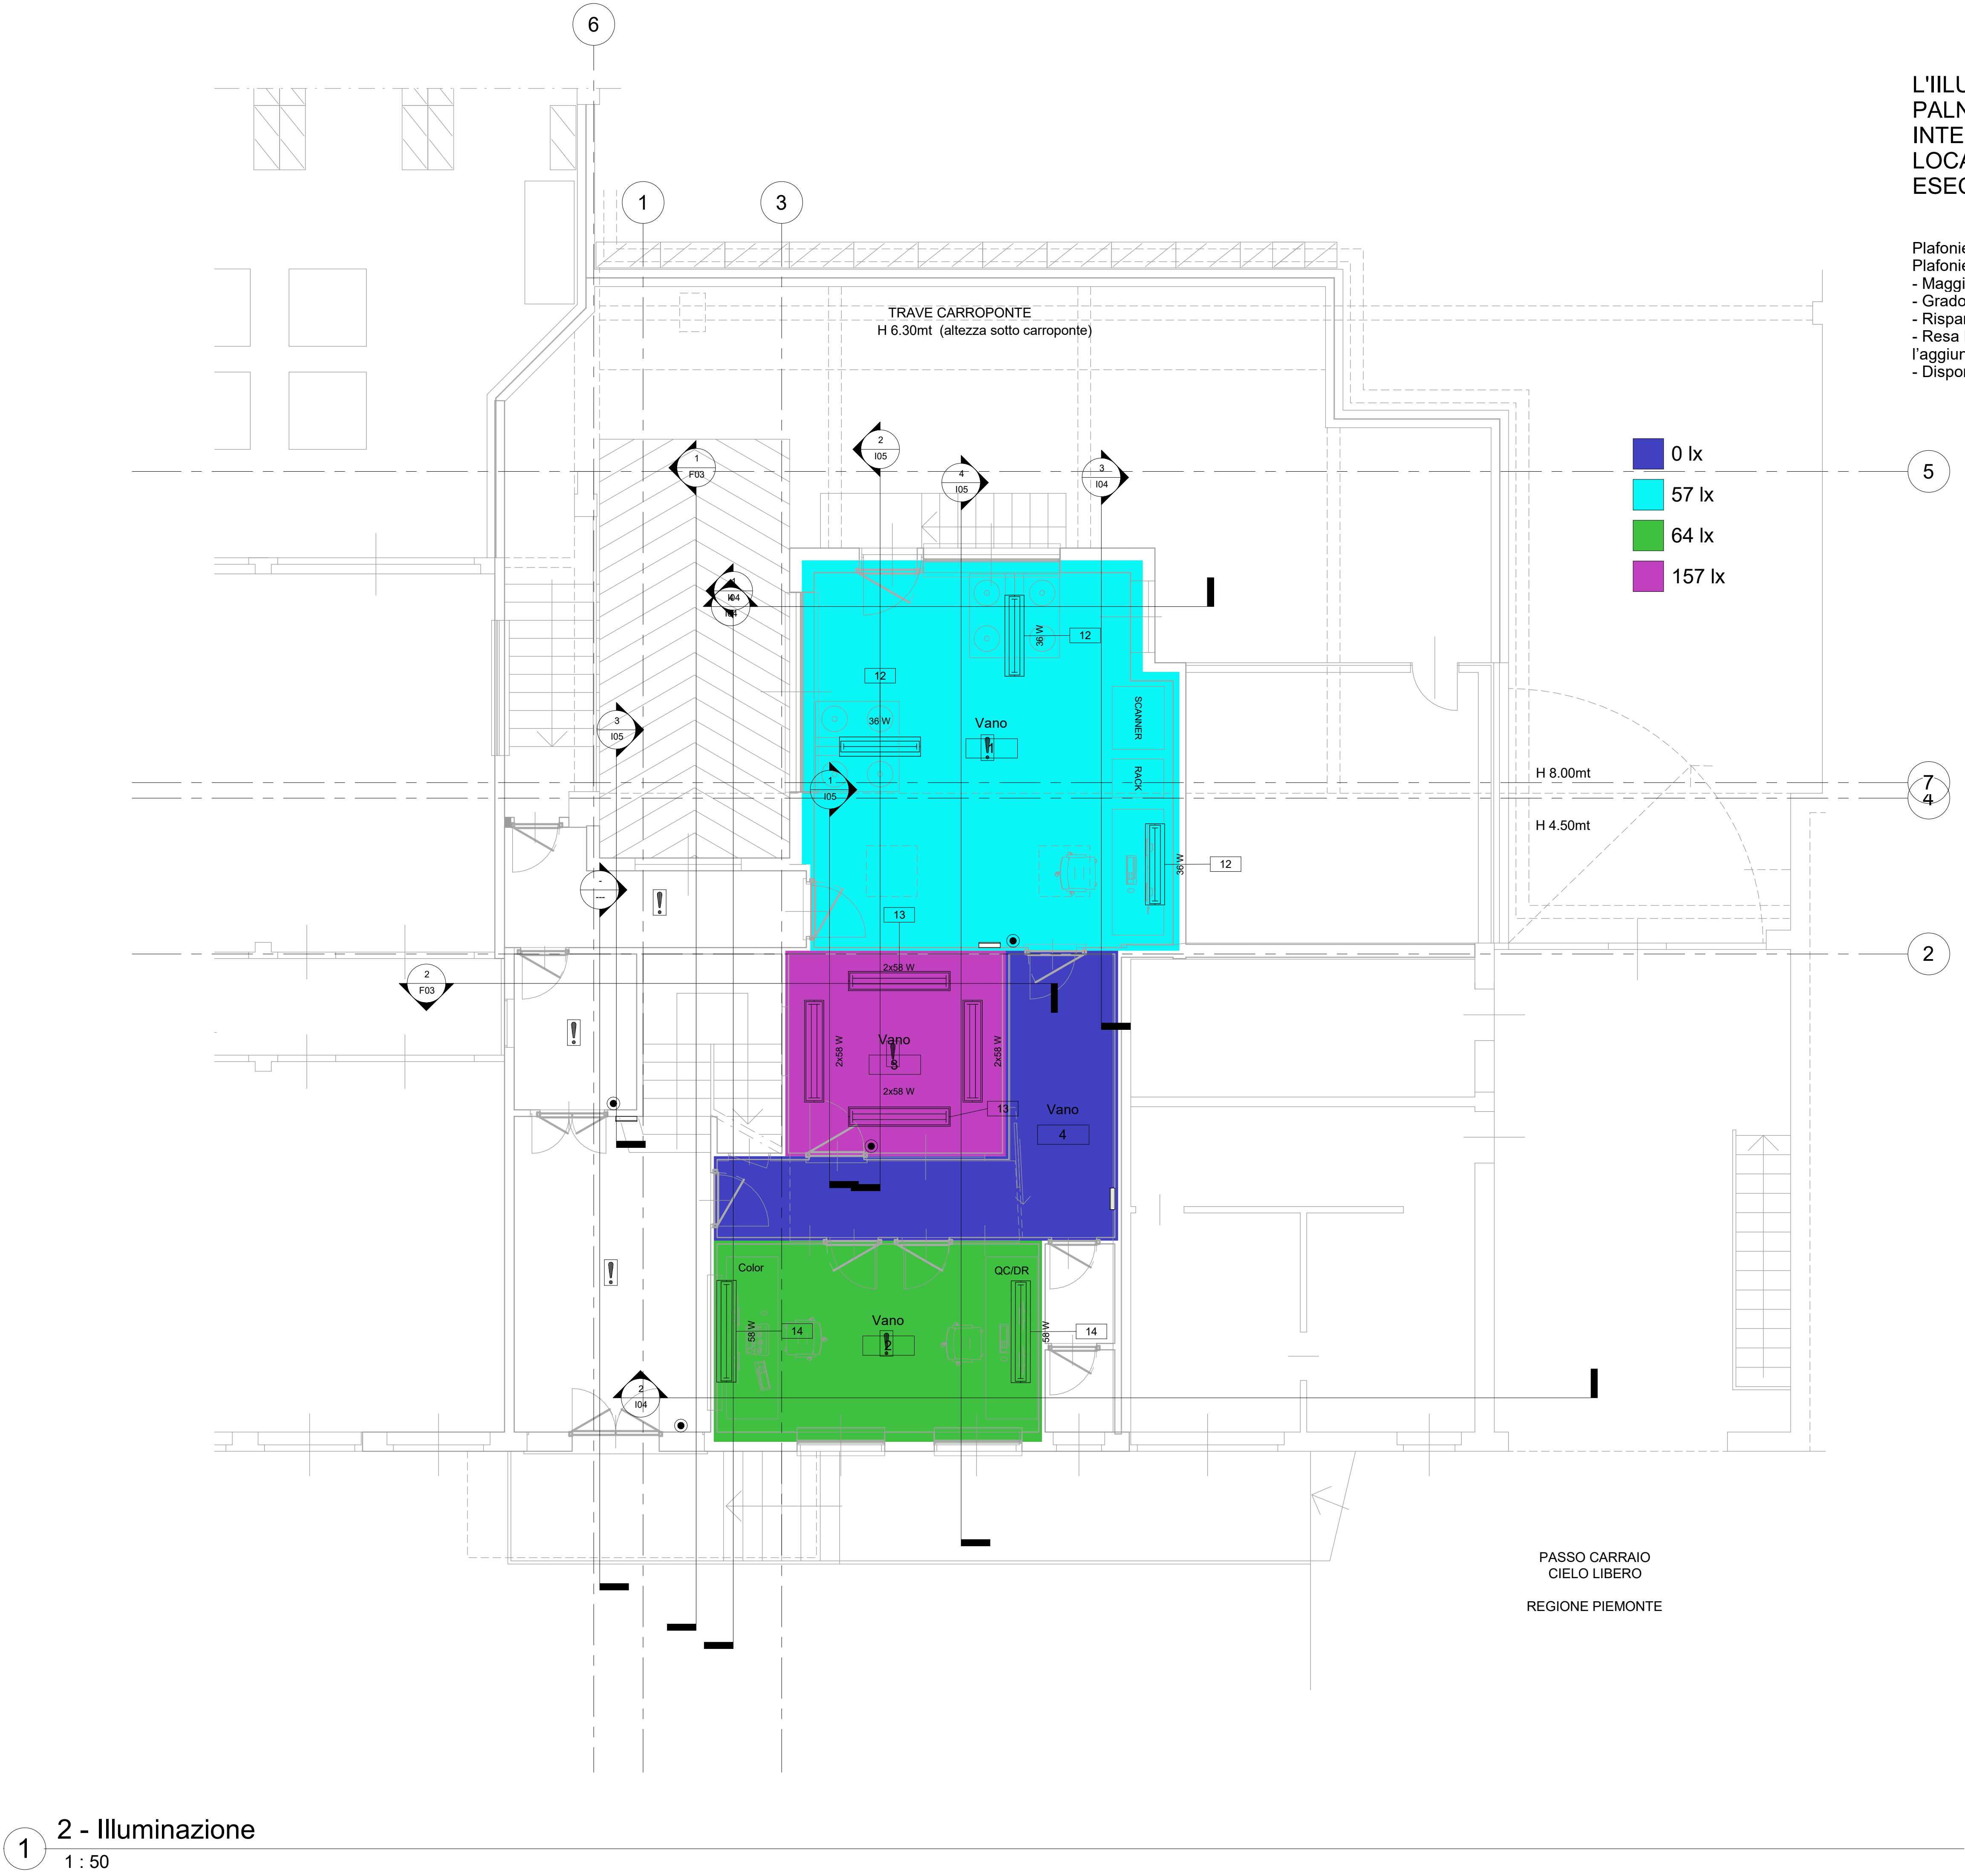 6
1
3
L'IILU
PALN
INTE
LOCA
ESEC
Plafonie
Plafonie
- Maggi
- Grado
- Rispar
- Resa
l'aggiun
- Dispor
TRAVE CARROPONTE
H 6.30mt (altezza sotto carroponte)
0 lx
57 lx
64 lx
157 lx
5
1
F03
2
I05
4
I05
3
I04
I04
36 W
12
12
36 W
Vano
1
SCANNER
RACK
3
I05
1
I05
H 8.00mt
7
4
H 4.50mt
36 W
12
-
---
13
2
2
F03
2x58 W
2x58 W
2x58 W
Vano
3
2x58 W
13
Vano
4
Color
QC/DR
58 W
14
Vano
2
58 W
14
2
I04
PASSO CARRAIO
CIELO LIBERO
REGIONE PIEMONTE
1
2 - Illuminazione
1 : 50